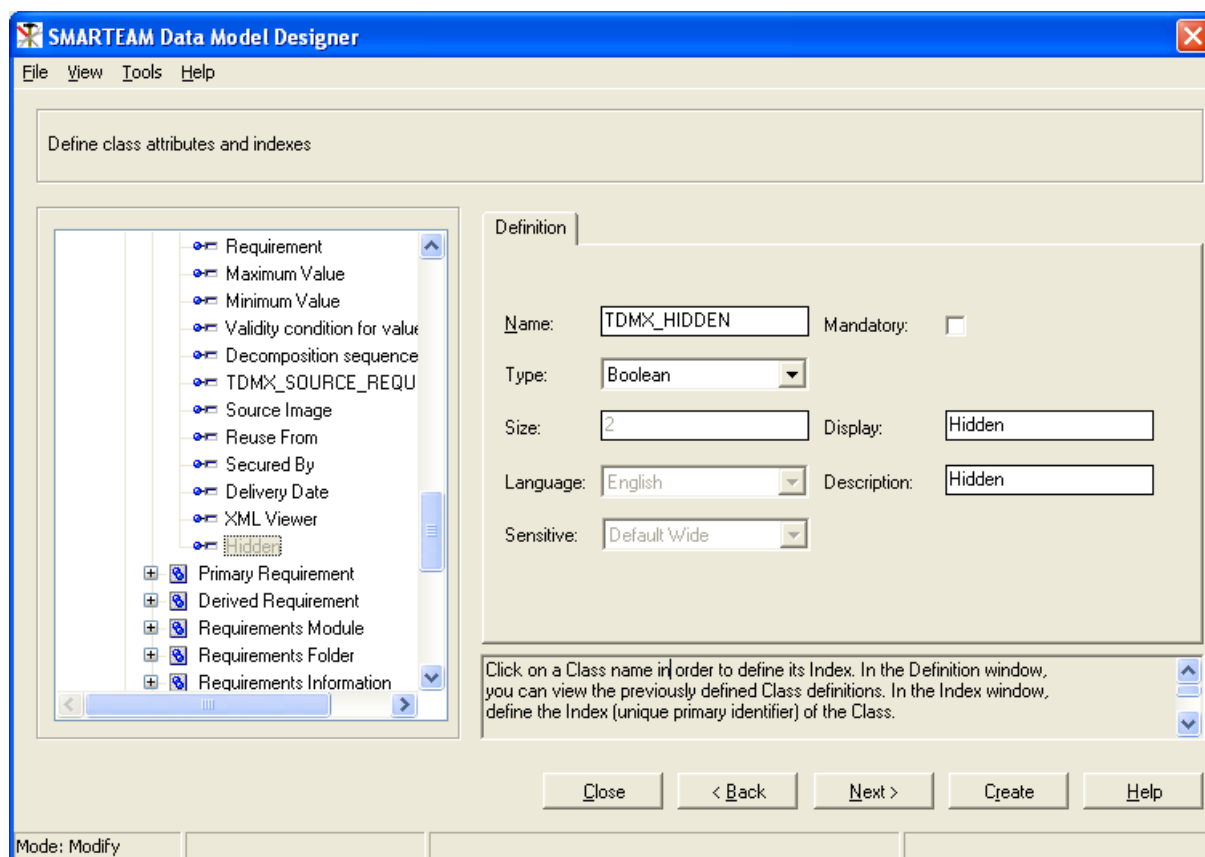 SMARTEAM Data Model Designer
File View Tools Help
Define class attributes and indexes
Requirement
Maximum Value
Minimum Value
Validity condition for value
Decomposition sequence
TDMX_SOURCE_REQU
Source Image
Reuse From
Secured By
Delivery Date
XML Viewer
Hidden
Primary Requirement
Derived Requirement
Requirements Module
Requirements Folder
Requirements Information
Definition
Name: TDMX_HIDDEN Mandatory:
Type: Boolean
Size: 2 Display: Hidden
Language: English Description: Hidden
Sensitive: Default Wide
Click on a Class name in order to define its Index. In the Definition window,
you can view the previously defined Class definitions. In the Index window,
define the Index (unique primary identifier) of the Class.
Close < Back Next > Create Help
Mode: Modify